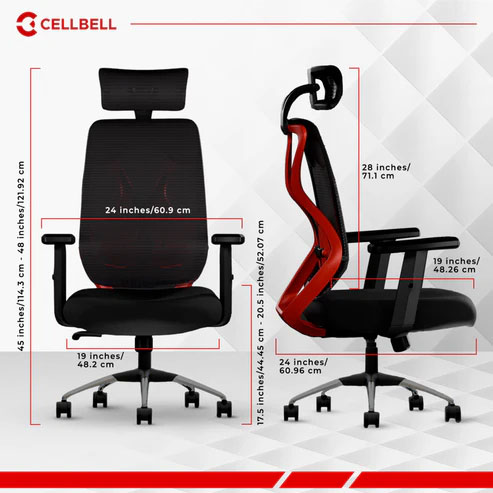 CELLBELL
45 inches/114.3 cm - 48 inches/121.92 cm
24 inches/60.9 cm
19 inches/
48.2 cm
17.5 inches/44.45 cm - 20.5 inches/52.07 cm
28 inches/
71.1 cm
19 inches/
48.26 cm
24 inches/
60.96 cm